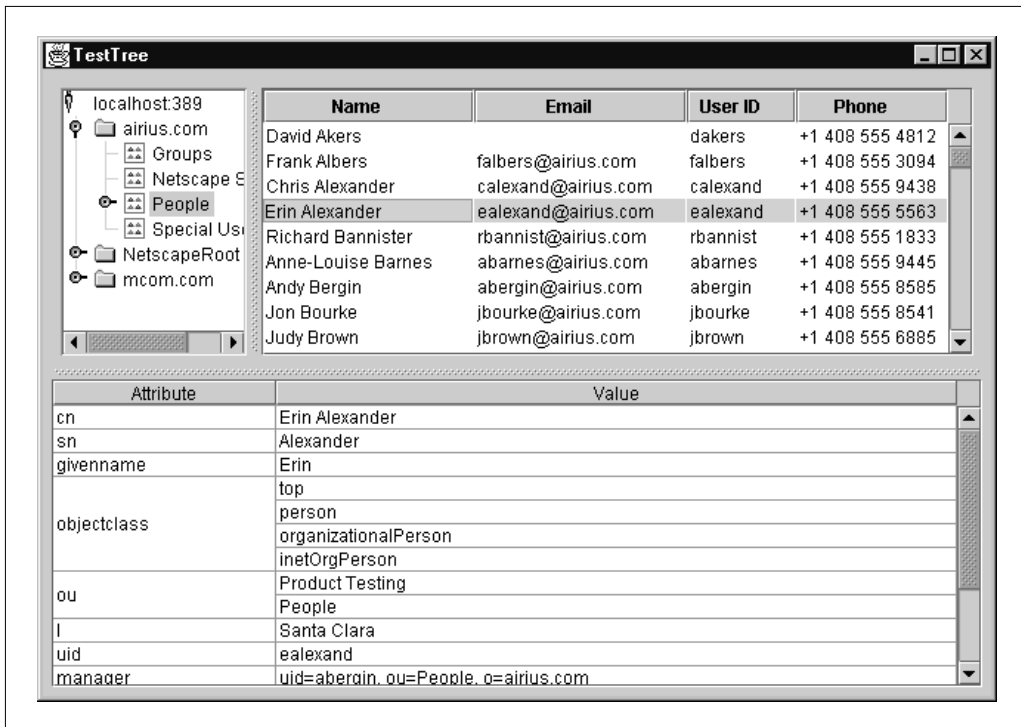 TestTree
localhost:389
airius.com
Groups
Netscape S
People
Special Us
NetscapeRoot
mcom.com
Name Email User ID Phone
David Akers dakers +1 408 555 4812
Frank Albers falbers@airius.com falbers +1 408 555 3094
Chris Alexander calexand@airius.com calexand +1 408 555 9438
Erin Alexander ealexand@airius.com ealexand +1 408 555 5563
Richard Bannister rbannist@airius.com rbannist +1 408 555 1833
Anne-Louise Barnes abarnes@airius.com abarnes +1 408 555 9445
Andy Bergin abergin@airius.com abergin +1 408 555 8585
Jon Bourke jbourke@airius.com jbourke +1 408 555 8541
Judy Brown jbrown@airius.com jbrown +1 408 555 6885
Attribute Value
cn Erin Alexander
sn Alexander
givenname Erin
objectclass top
person
organizationalPerson
inetOrgPerson
ou Product Testing
People
l Santa Clara
uid ealexand
manager uid=abergin, ou=People, o=airius.com